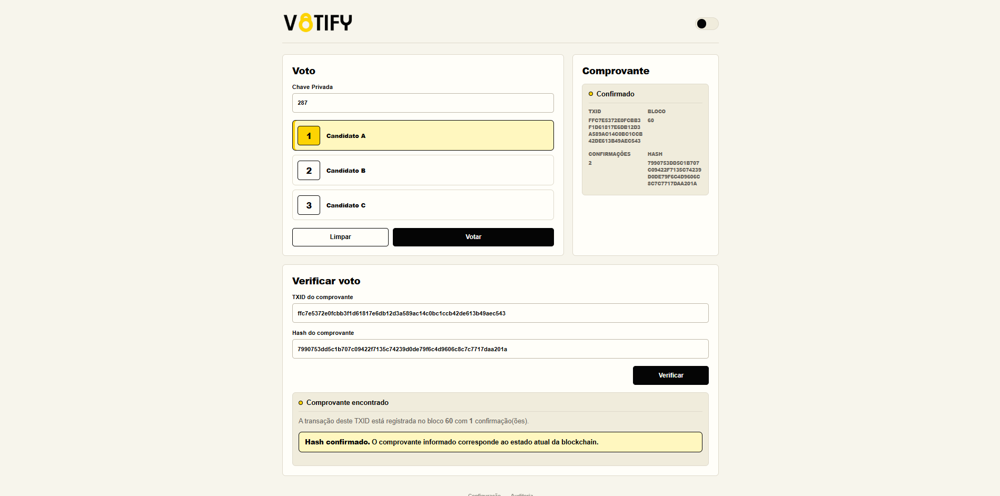 VOTIFY
Voto
Chave Privada
287
1 Candidato A
2 Candidato B
3 Candidato C
Limpar Votar
Comprovante
Confirmado
TXID
FFC7E5372E0FCBB3
F1D61817E6DB12D3
A589AC14C0BC1CCB
42DE613B49AEC543
BLOCO
60
CONFIRMAÇÕES
2
HASH
7990753DD5C1B707
C09422F7135C74239
D0DE79F6C4D9606C
8C7C7717DAA201A
Verificar voto
TXID do comprovante
ffc7e5372e0fcbb3f1d61817e6db12d3a589ac14c0bc1ccb42de613b49aec543
Hash do comprovante
7990753dd5c1b707c09422f7135c74239d0de79f6c4d9606c8c7c7717daa201a
Verificar
Comprovante encontrado
A transação deste TXID está registrada no bloco 60 com 1 confirmação(ões).
Hash confirmado. O comprovante informado corresponde ao estado atual da blockchain.
Configuração Auditoria